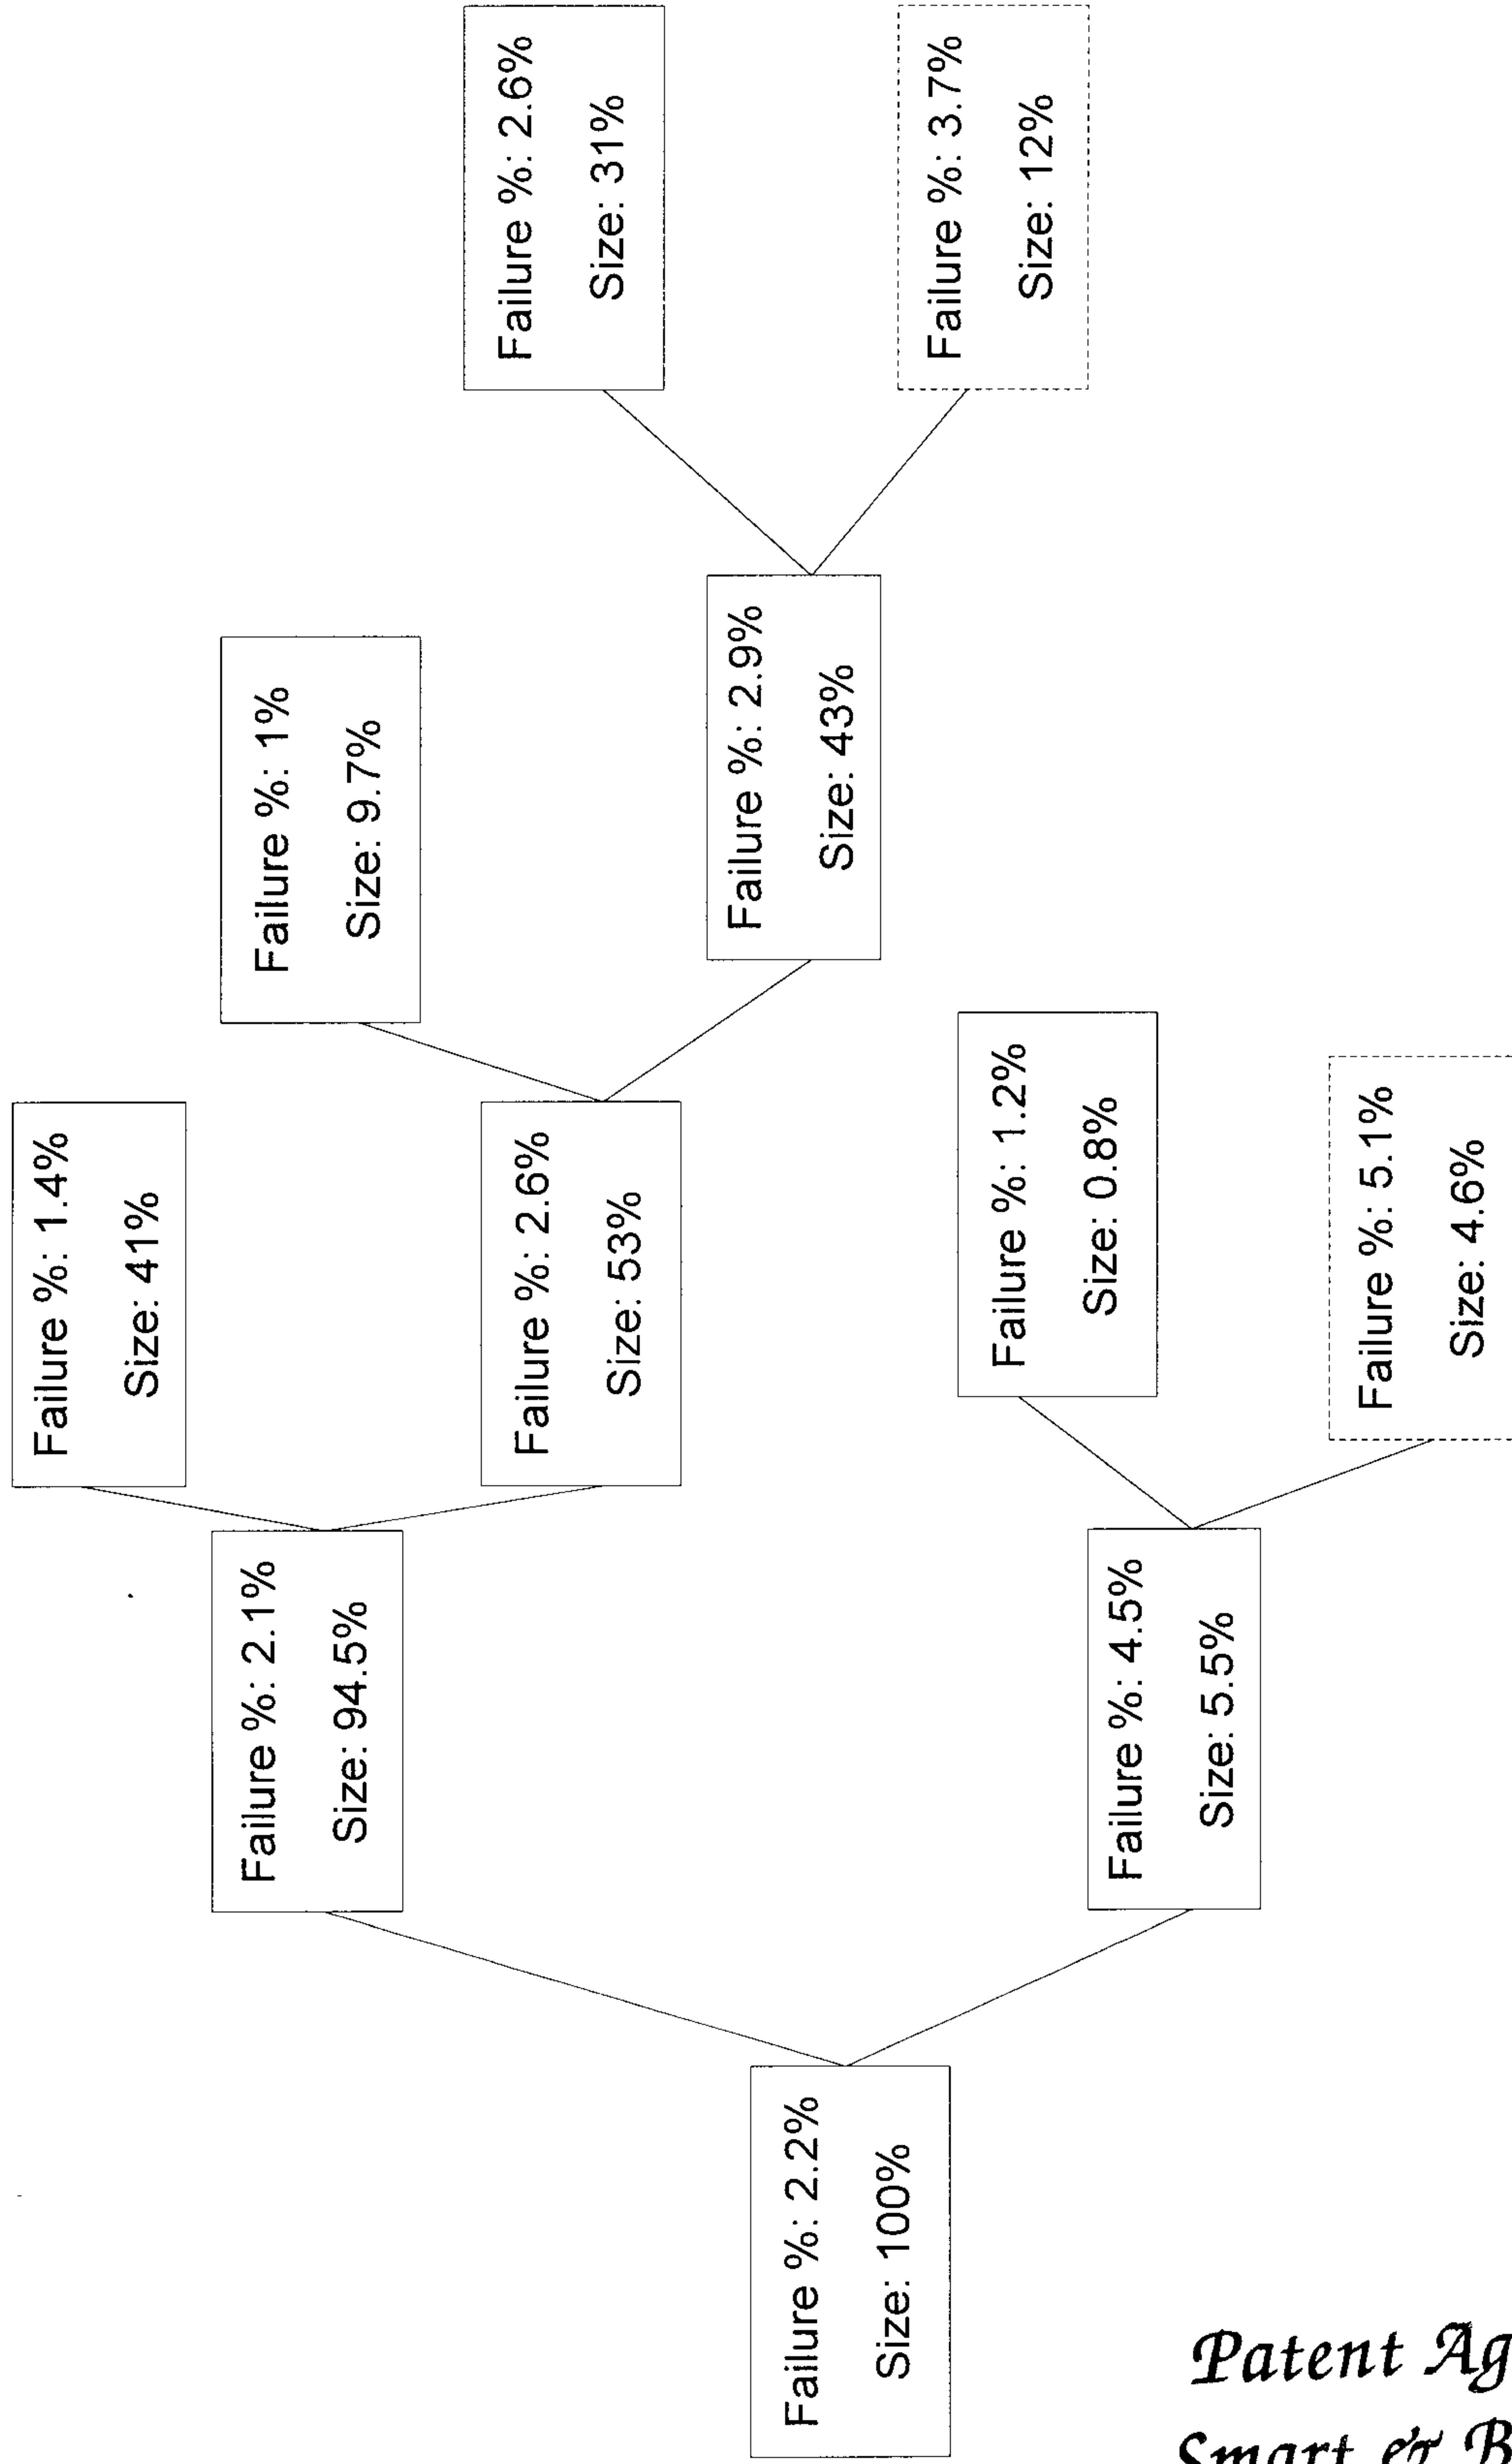 Failure %: 2.2%
Size: 100%
Failure %: 2.1%
Size: 94.5%
Failure %: 4.5%
Size: 5.5%
Failure %: 1.4%
Size: 41%
Failure %: 2.6%
Size: 53%
Failure %: 1.2%
Size: 0.8%
Failure %: 5.1%
Size: 4.6%
Failure %: 1%
Size: 9.7%
Failure %: 2.9%
Size: 43%
Failure %: 2.6%
Size: 31%
Failure %: 3.7%
Size: 12%
Patent Ag
Smart & B